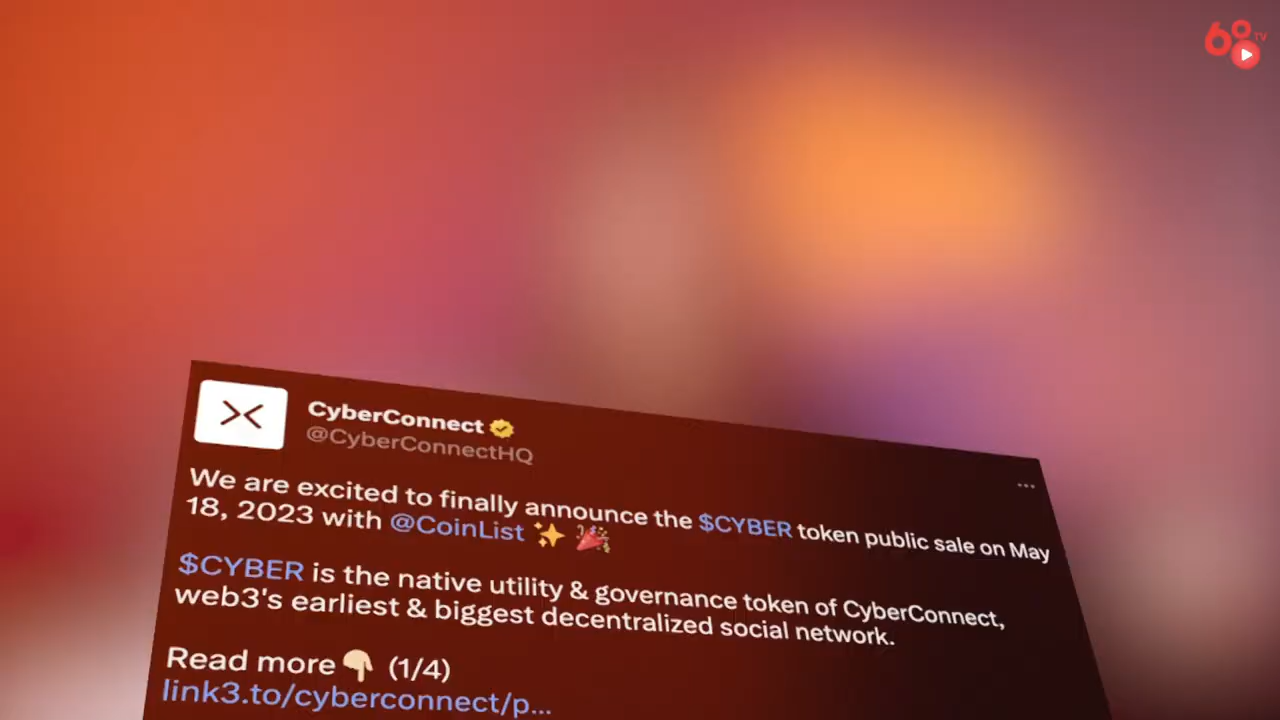 60 TV
CyberConnect
@CyberConnectHQ
We are excited to finally announce the $CYBER token public sale on May
18, 2023 with @CoinList ✨ 🎉
$CYBER is the native utility & governance token of CyberConnect,
web3's earliest & biggest decentralized social network.
Read more👇 (1/4)
link3.to/cyberconnect/p...